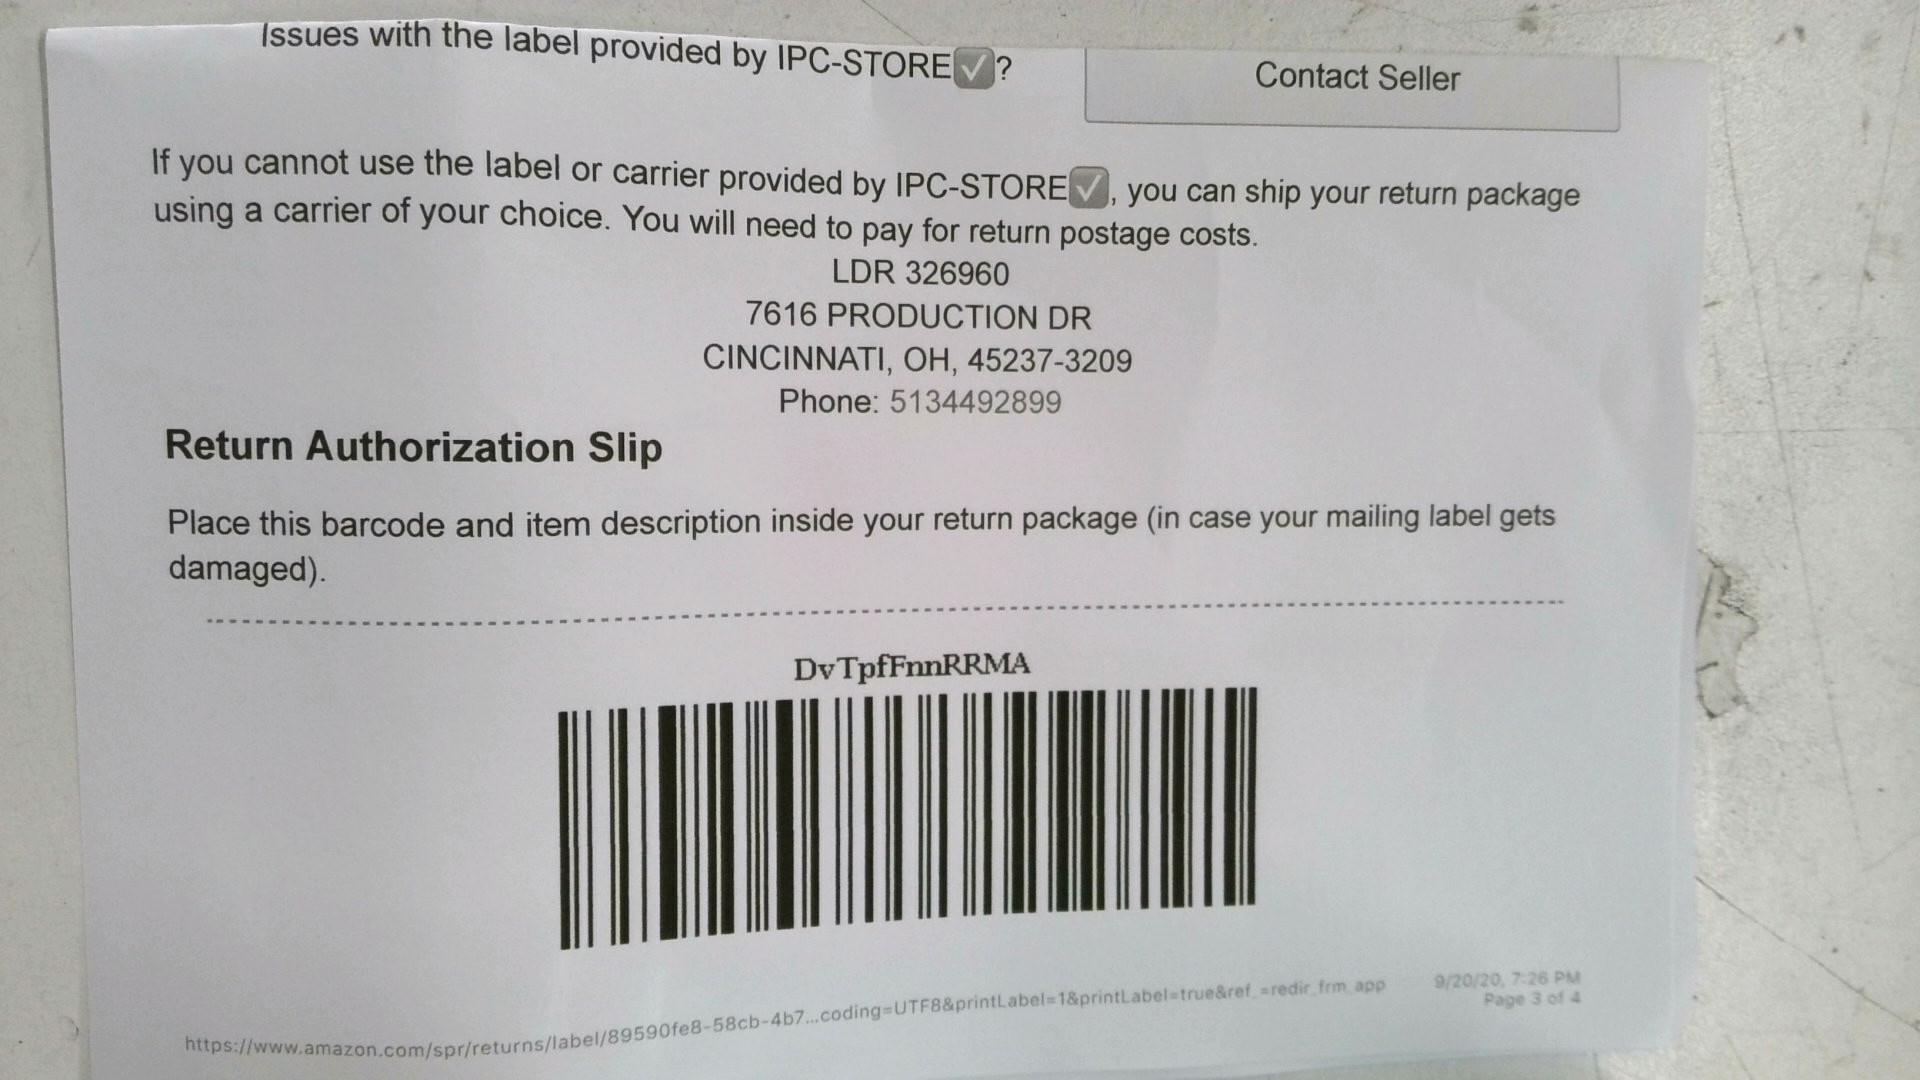 Issues with the label provided by IPC-STORE✓?
Contact Seller
If you cannot use the label or carrier provided by IPC-STORE✓, you can ship your return package
using a carrier of your choice. You will need to pay for return postage costs.
LDR 326960
7616 PRODUCTION DR
CINCINNATI, OH, 45237-3209
Phone: 5134492899
Return Authorization Slip
Place this barcode and item description inside your return package (in case your mailing label gets
damaged).
DvTpfFnnRRMA
https://www.amazon.com/spr/returns/label/89590fe8-58cb-4b7...coding=UTF8&printLabel=1&printLabel=true&ref_=redir_frm_app
9/20/20, 7:26 PM
Page 3 of 4